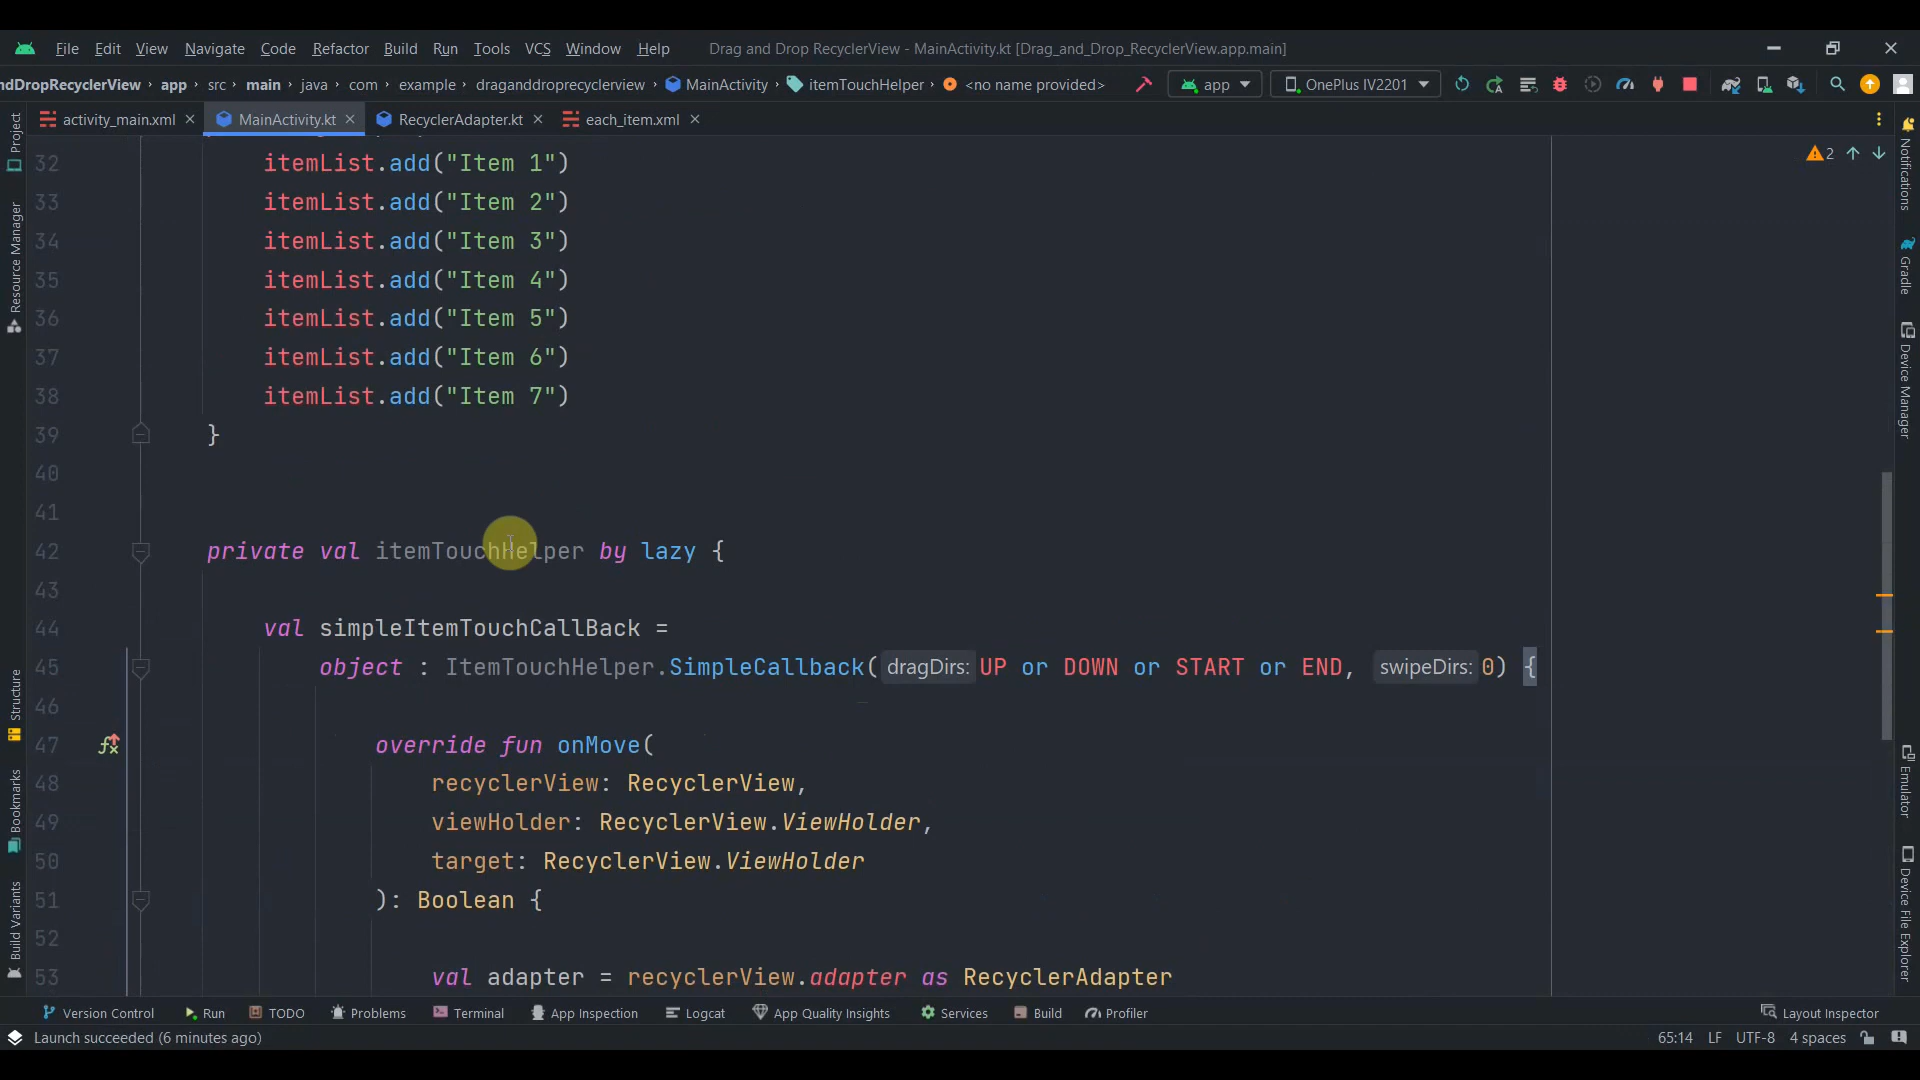 File Edit View Navigate Code Refactor Build Run Tools VCS Window Help Drag and Drop RecyclerView - MainActivity.kt [Drag_and_Drop_RecyclerView.app.main]
ndDropRecyclerView › app › src › main › java › com › example › draganddroprecyclerview › MainActivity › itemTouchHelper › <no name provided> › app OnePlus IV2201
activity_main.xml MainActivity.kt RecyclerAdapter.kt each_item.xml
2
32 itemList.add("Item 1")
33 itemList.add("Item 2")
34 itemList.add("Item 3")
35 itemList.add("Item 4")
36 itemList.add("Item 5")
37 itemList.add("Item 6")
38 itemList.add("Item 7")
39 }
40
41
42 private val itemTouchHelper by lazy {
43
44 val simpleItemTouchCallBack =
45 object : ItemTouchHelper.SimpleCallback( dragDirs: UP or DOWN or START or END, swipeDirs: 0) {
46
47 override fun onMove(
48 recyclerView: RecyclerView,
49 viewHolder: RecyclerView.ViewHolder,
50 target: RecyclerView.ViewHolder
51 ): Boolean {
52
53 val adapter = recyclerView.adapter as RecyclerAdapter
Project
Resource Manager
Structure
Bookmarks
Build Variants
Notifications
Gradle
Device Manager
Emulator
Device File Explorer
Version Control Run TODO Problems Terminal App Inspection Logcat App Quality Insights Services Build Profiler Layout Inspector
Launch succeeded (6 minutes ago) 65:14 LF UTF-8 4 spaces